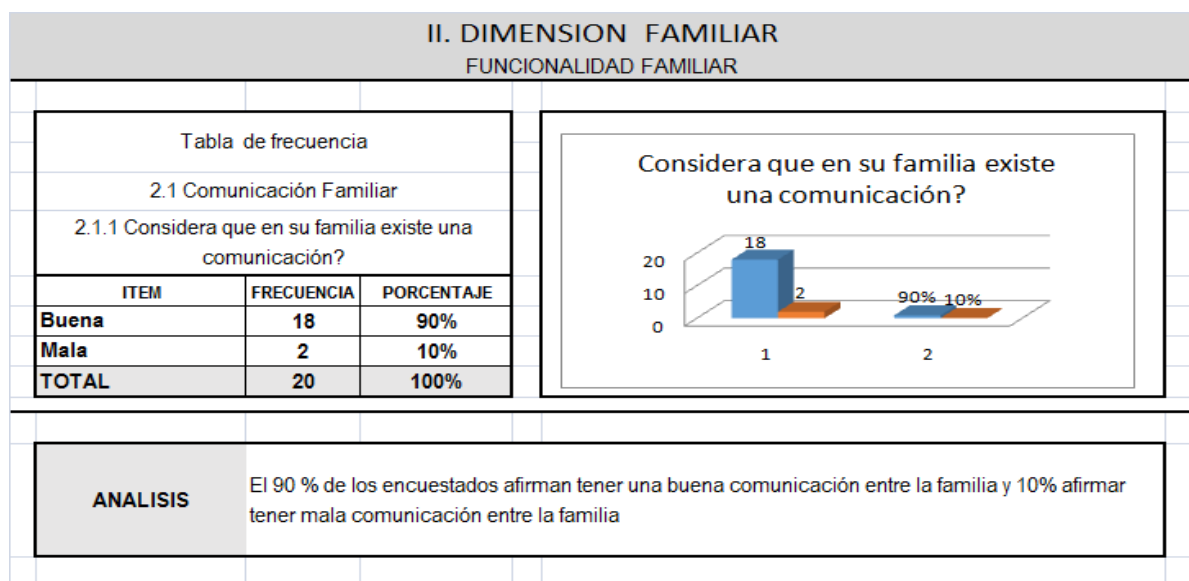 II. DIMENSION FAMILIAR
FUNCIONALIDAD FAMILIAR
Tabla de frecuencia
2.1 Comunicación Familiar
2.1.1 Considera que en su familia existe una
comunicación?
ITEM FRECUENCIA PORCENTAJE
Buena 18 90%
Mala 2 10%
TOTAL 20 100%
Considera que en su familia existe
una comunicación?
18
20
2
90% 10%
10
0
1 2
ANALISIS
El 90 % de los encuestados afirman tener una buena comunicación entre la familia y 10% afirmar
tener mala comunicación entre la familia